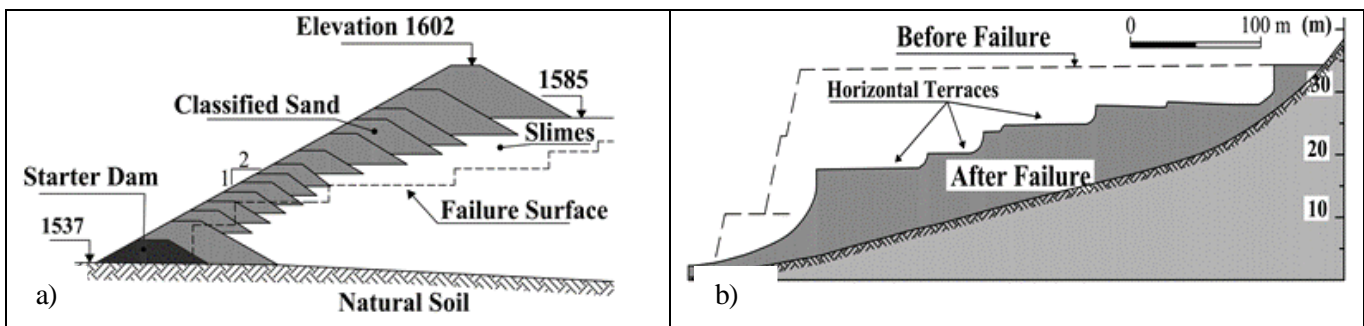 Elevation 1602
1585
Classified Sand
Slimes
2
1
Starter Dam
Failure Surface
1537
a)
Natural Soil
0
100 m
(m)
Before Failure
Horizontal Terraces
30
20
After Failure
10
b)